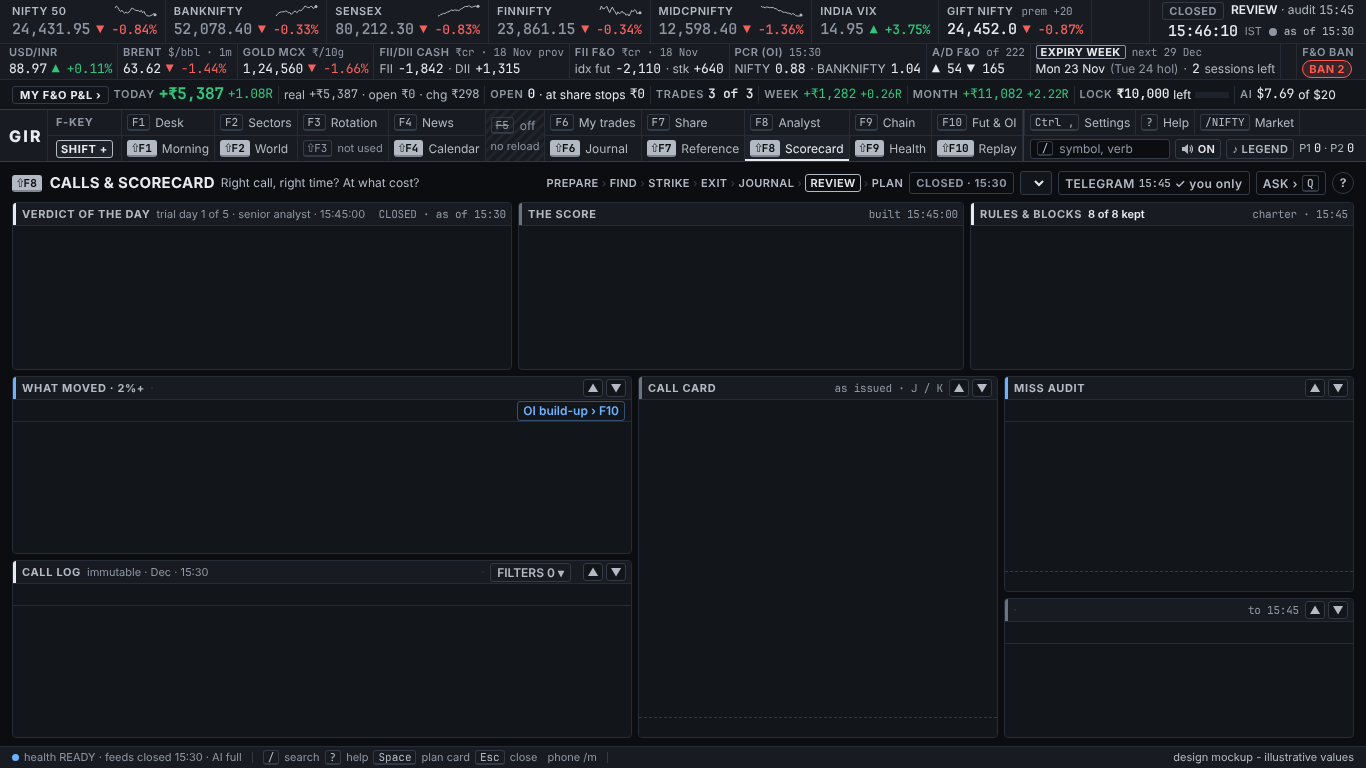 NIFTY 50 BANKNIFTY SENSEX FINNIFTY MIDCPNIFTY INDIA VIX GIFT NIFTY prem +20 CLOSED REVIEW · audit 15:45
24,431.95 ▼ -0.84% 52,078.40 ▼ -0.33% 80,212.30 ▼ -0.83% 23,861.15 ▼ -0.34% 12,598.40 ▼ -1.36% 14.95 ▲ +3.75% 24,452.0 ▼ -0.87% 15:46:10 IST ● as of 15:30
USD/INR BRENT $/bbl · 1m GOLD MCX ₹/10g FII/DII CASH ₹cr · 18 Nov prov FII F&O ₹cr · 18 Nov PCR (OI) 15:30 A/D F&O of 222 EXPIRY WEEK next 29 Dec F&O BAN
88.97 ▲ +0.11% 63.62 ▼ -1.44% 1,24,560 ▼ -1.66% FII -1,842 · DII +1,315 idx fut -2,110 · stk +640 NIFTY 0.88 · BANKNIFTY 1.04 ▲ 54 ▼ 165 Mon 23 Nov (Tue 24 hol) · 2 sessions left BAN 2
MY F&O P&L › TODAY +₹5,387 +1.08R real +₹5,387 · open ₹0 · chg ₹298 OPEN 0 · at share stops ₹0 TRADES 3 of 3 WEEK +₹1,282 +0.26R MONTH +₹11,082 +2.22R LOCK ₹10,000 left AI $7.69 of $20
GIR F-KEY F1 Desk F2 Sectors F3 Rotation F4 News F5 off F6 My trades F7 Share F8 Analyst F9 Chain F10 Fut & OI Ctrl , Settings ? Help /NIFTY Market
SHIFT + ⇧F1 Morning ⇧F2 World ⇧F3 not used ⇧F4 Calendar no reload ⇧F6 Journal ⇧F7 Reference ⇧F8 Scorecard ⇧F9 Health ⇧F10 Replay / symbol, verb ON ♪ LEGEND P1 0 · P2 0
⇧F8 CALLS & SCORECARD Right call, right time? At what cost? PREPARE › FIND › STRIKE › EXIT › JOURNAL › REVIEW › PLAN CLOSED · 15:30 TELEGRAM 15:45 ✓ you only ASK › Q ?
VERDICT OF THE DAY trial day 1 of 5 · senior analyst · 15:45:00 CLOSED · as of 15:30
THE SCORE built 15:45:00
RULES & BLOCKS 8 of 8 kept charter · 15:45
WHAT MOVED · 2%+ · ▲ ▼
OI build-up › F10
CALL CARD as issued · J / K ▲ ▼
MISS AUDIT ▲ ▼
CALL LOG immutable · Dec · 15:30 · FILTERS 0 ▾ ▲ ▼
· to 15:45 ▲ ▼
● health READY · feeds closed 15:30 · AI full / search ? help Space plan card Esc close phone /m design mockup - illustrative values